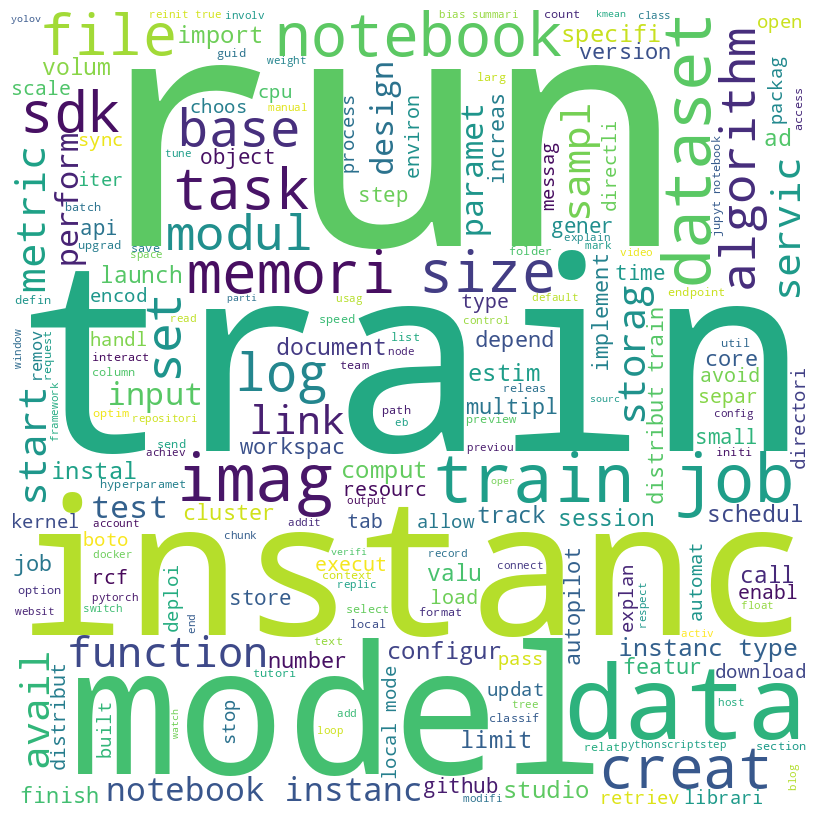 yolov
reinit true
involv
bias summari
count
kmean
class
open
file
import
notebook
specifi
version
guid
weight
run
volum
scale
choos
cpu
larg
dataset
algorithm
packag
access
sdk
base
manual
process
design
environ
increas
sampl
directli
ad
sync
tune
object
messag
metric
perform
iter
task
step
paramet
jupyt notebook
servic
batch
api
modul
gener
upgrad
save
space
folder
explain
mark
video
launch
memori size
time
implement
endpoint
defin
encod
set
parti
usag
type
default
storag
train
window
request
remov
read
handl
log
speed
control
list
node
document
depend
util
core
interact
column
team
releas
estim
avoid
framework
start
input
link
path
eb
multipl
sourc
separ
config
optim
repositori
send
workspac
preview
previou
distribut train
small
initi
directori
achiev
instal
imag
comput
train job
hyperparamet
resourc
output
oper
test
kernel
account
cluster
addit
tab
allow
track
session
schedul
job
docker
boto
chunk
execut
verifi
context
record
connect
instanc
option
rcf
valu
call
enabl
websit
pytorch
switch
deploi
store
replic
select
load
format
autopilot
explan
respect
automat
float
end
local
function
number
text
configur
pass
activ
instanc type
avail
distribut
built
tutori
model
local mode
updat
classif
data
featur
download
watch
stop
add
loop
tree
limit
host
relat
pythonscriptstep
section
creat
finish
notebook instanc
github
modifi
studio
retriev
librari
blog